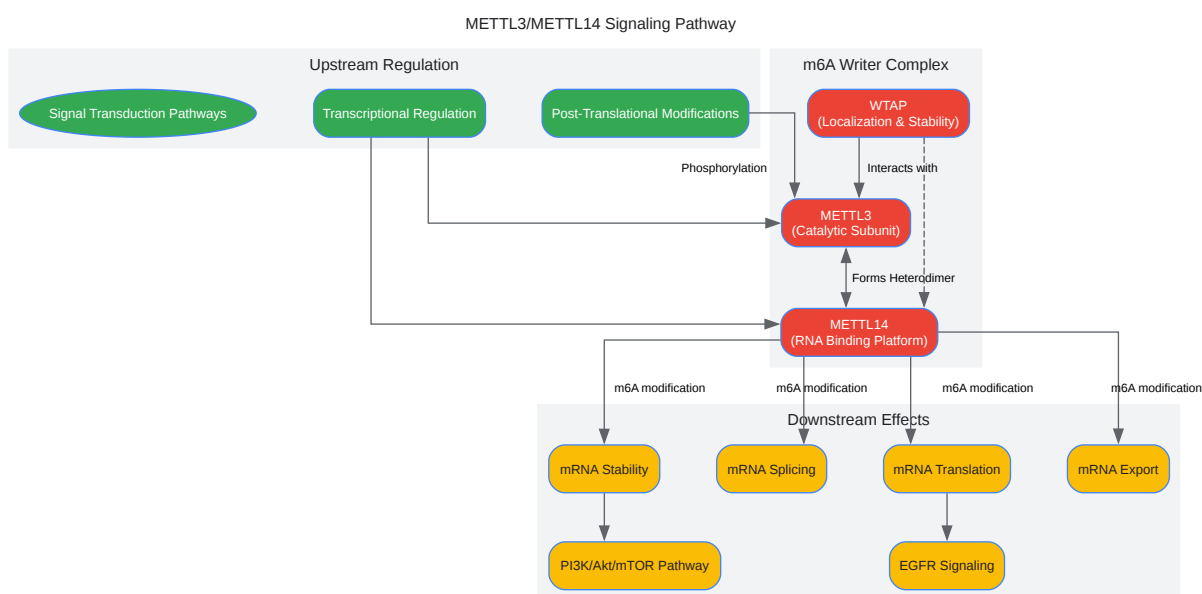 METTL3/METTL14 Signaling Pathway
Upstream Regulation
m6A Writer Complex
Signal Transduction Pathways
Transcriptional Regulation
Post-Translational Modifications
WTAP
(Localization & Stability)
Phosphorylation
Interacts with
METTL3
(Catalytic Subunit)
Forms Heterodimer
METTL14
(RNA Binding Platform)
m6A modification
m6A modification
m6A modification
m6A modification
Downstream Effects
mRNA Stability
mRNA Splicing
mRNA Translation
mRNA Export
PI3K/Akt/mTOR Pathway
EGFR Signaling